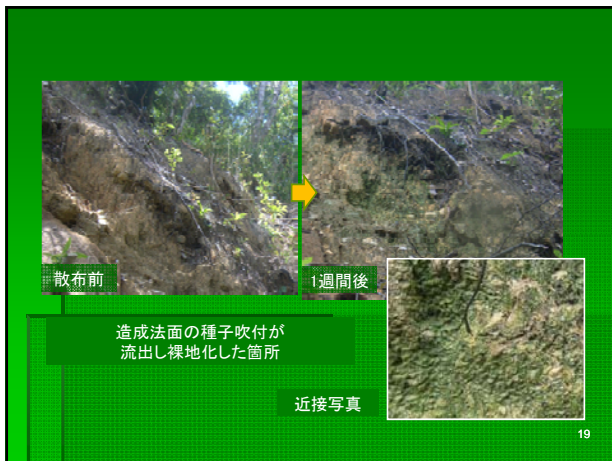 散布前
1週間後
造成法面の種子吹付が
流出し裸地化した箇所
近接写真
19